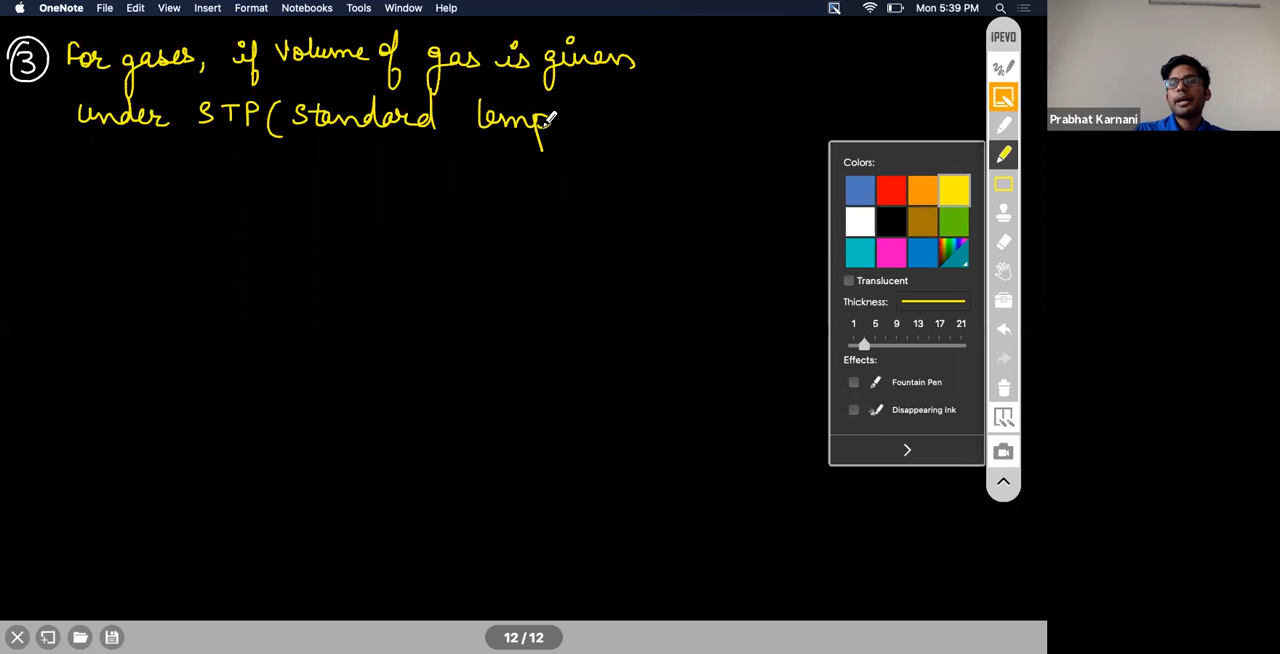 OneNote File Edit View Insert Format Notebooks Tools Window Help Mon 5:39 PM
IPEVO
3 For gases, if volume of gas is given
under STP (Standard temp
Prabhat Karnani
Colors:
Translucent
Thickness:
1 5 9 13 17 21
Effects:
Fountain Pen
Disappearing Ink
12 / 12